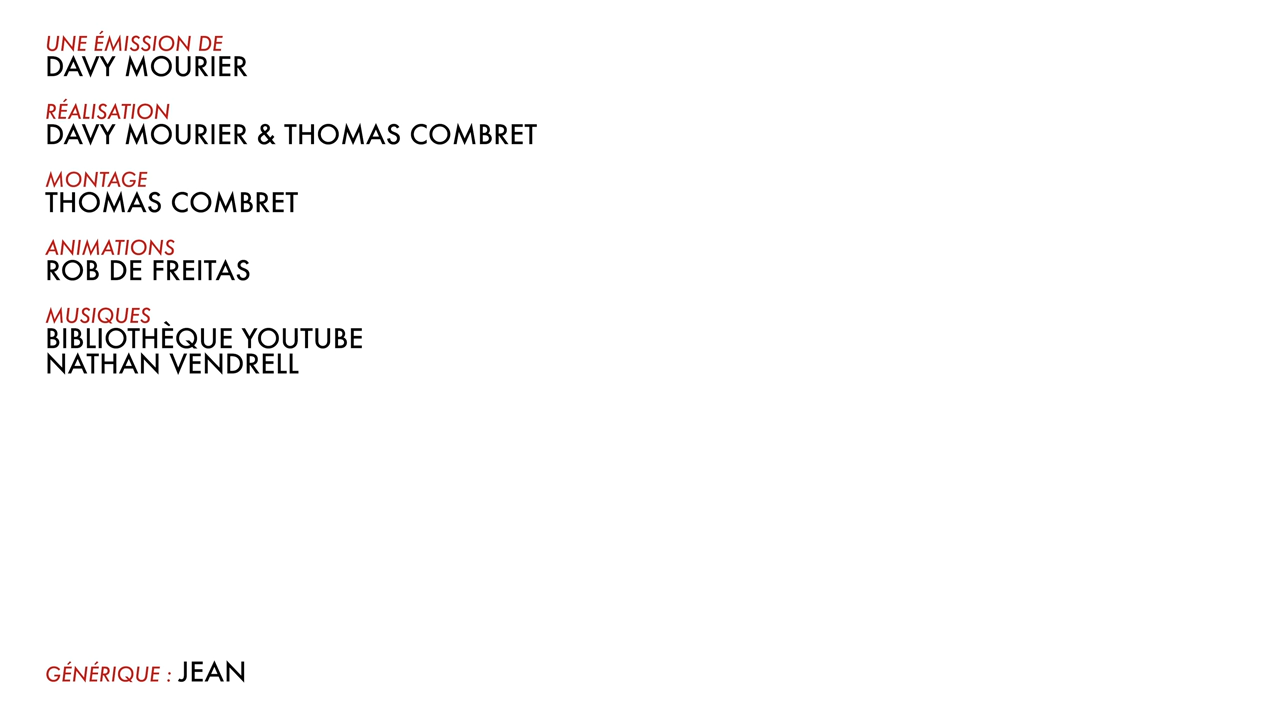 UNE ÉMISSION DE
DAVY MOURIER
RÉALISATION
DAVY MOURIER & THOMAS COMBRET
MONTAGE
THOMAS COMBRET
ANIMATIONS
ROB DE FREITAS
MUSIQUES
BIBLIOTHÈQUE YOUTUBE
NATHAN VENDRELL
GÉNÉRIQUE : JEAN